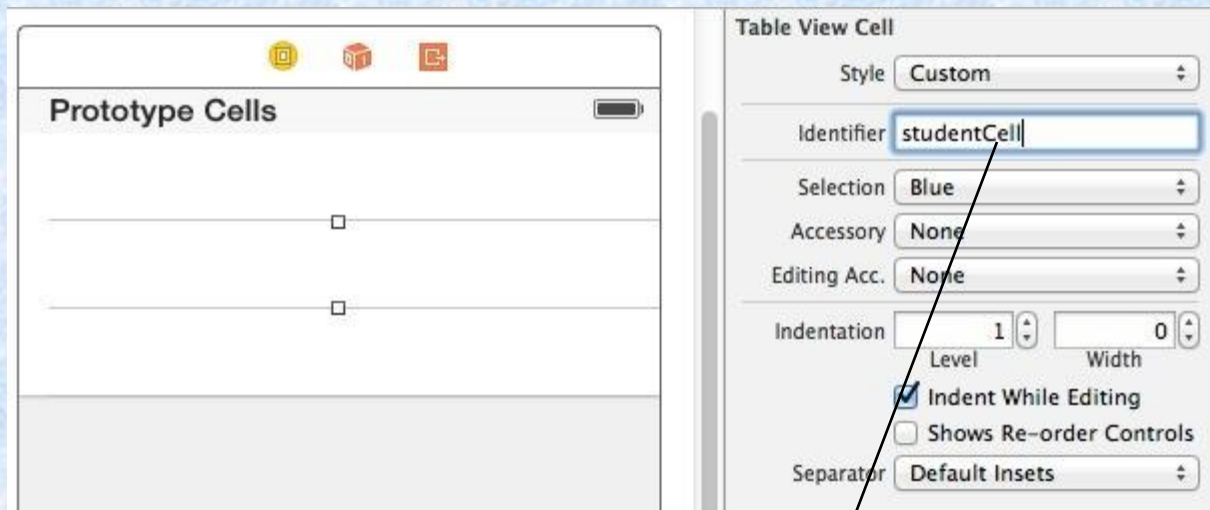 Prototype Cells
Table View Cell
Style Custom
Identifier studentCell
Selection Blue
Accessory None
Editing Acc. None
Indentation 1 0
Level Width
Indent While Editing
Shows Re-order Controls
Separator Default Insets